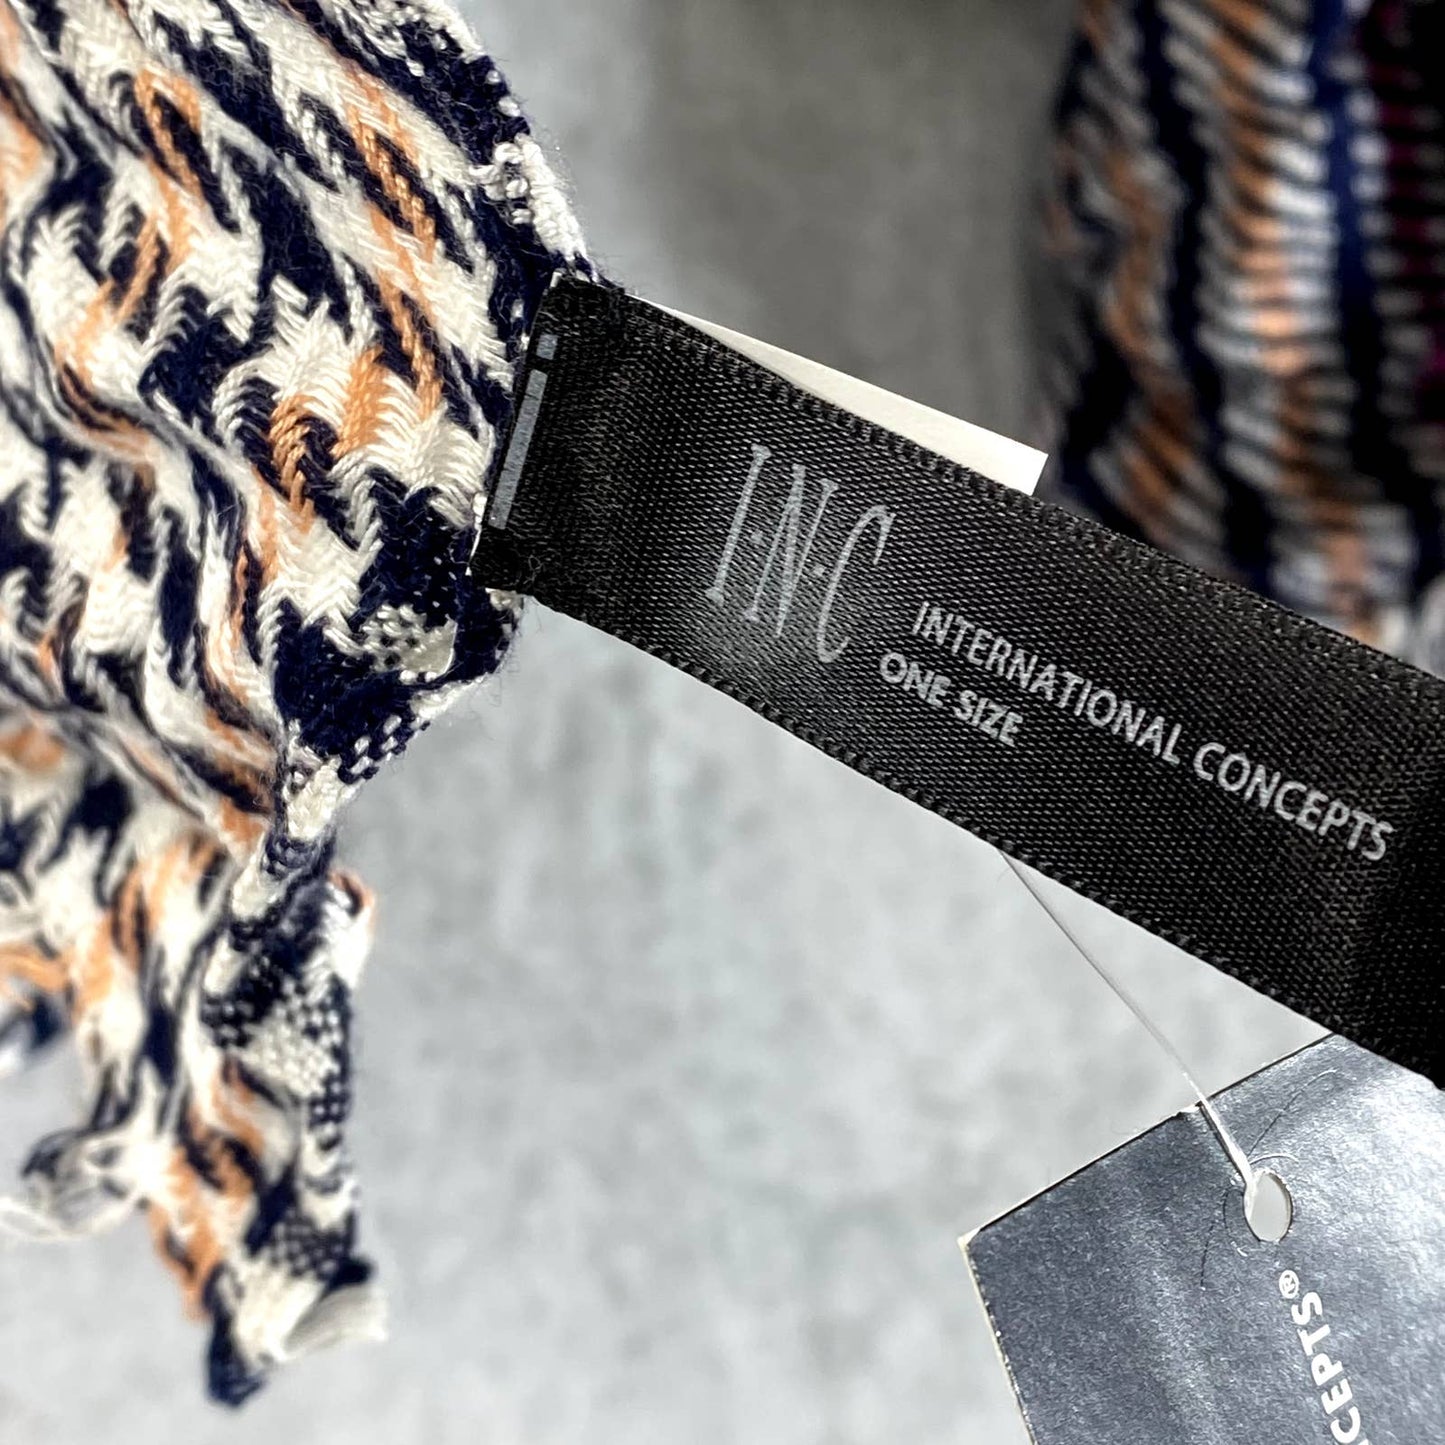 I·N·C
INTERNATIONAL CONCEPTS
ONE SIZE
CEPTS®